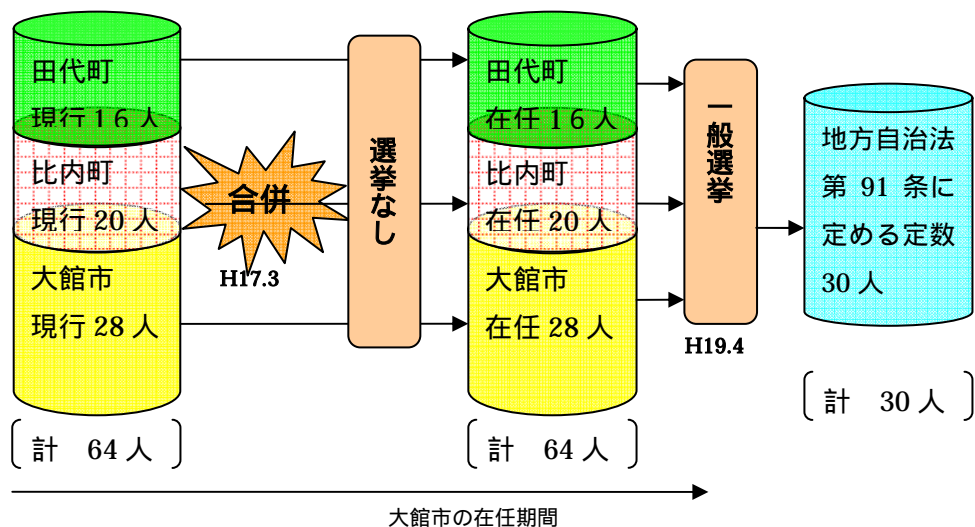 田代町
現行16人
比内町
現行 20 人
大館市
現行 28 人
計 64 人
合併
H17.3
選挙なし
田代町
在任 16人
比内町
在任 20 人
大館市
在任 28 人
計 64 人
一般選挙
H19.4
地方自治法
第 91 条に
定める定数
30 人
計 30 人
大館市の在任期間